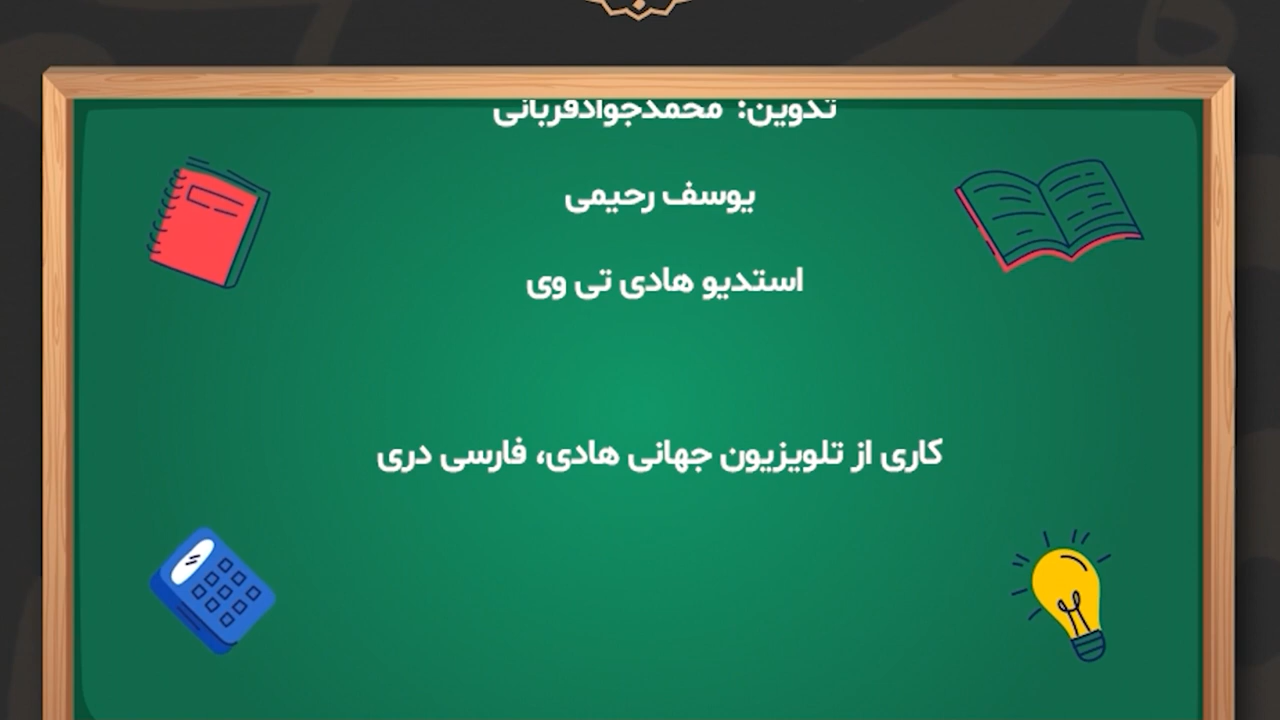 تدوین: محمدجوادقربانی
یوسف رحیمی
استدیو هادی تی وی
کاری از تلویزیون جهانی هادی، فارسی دری